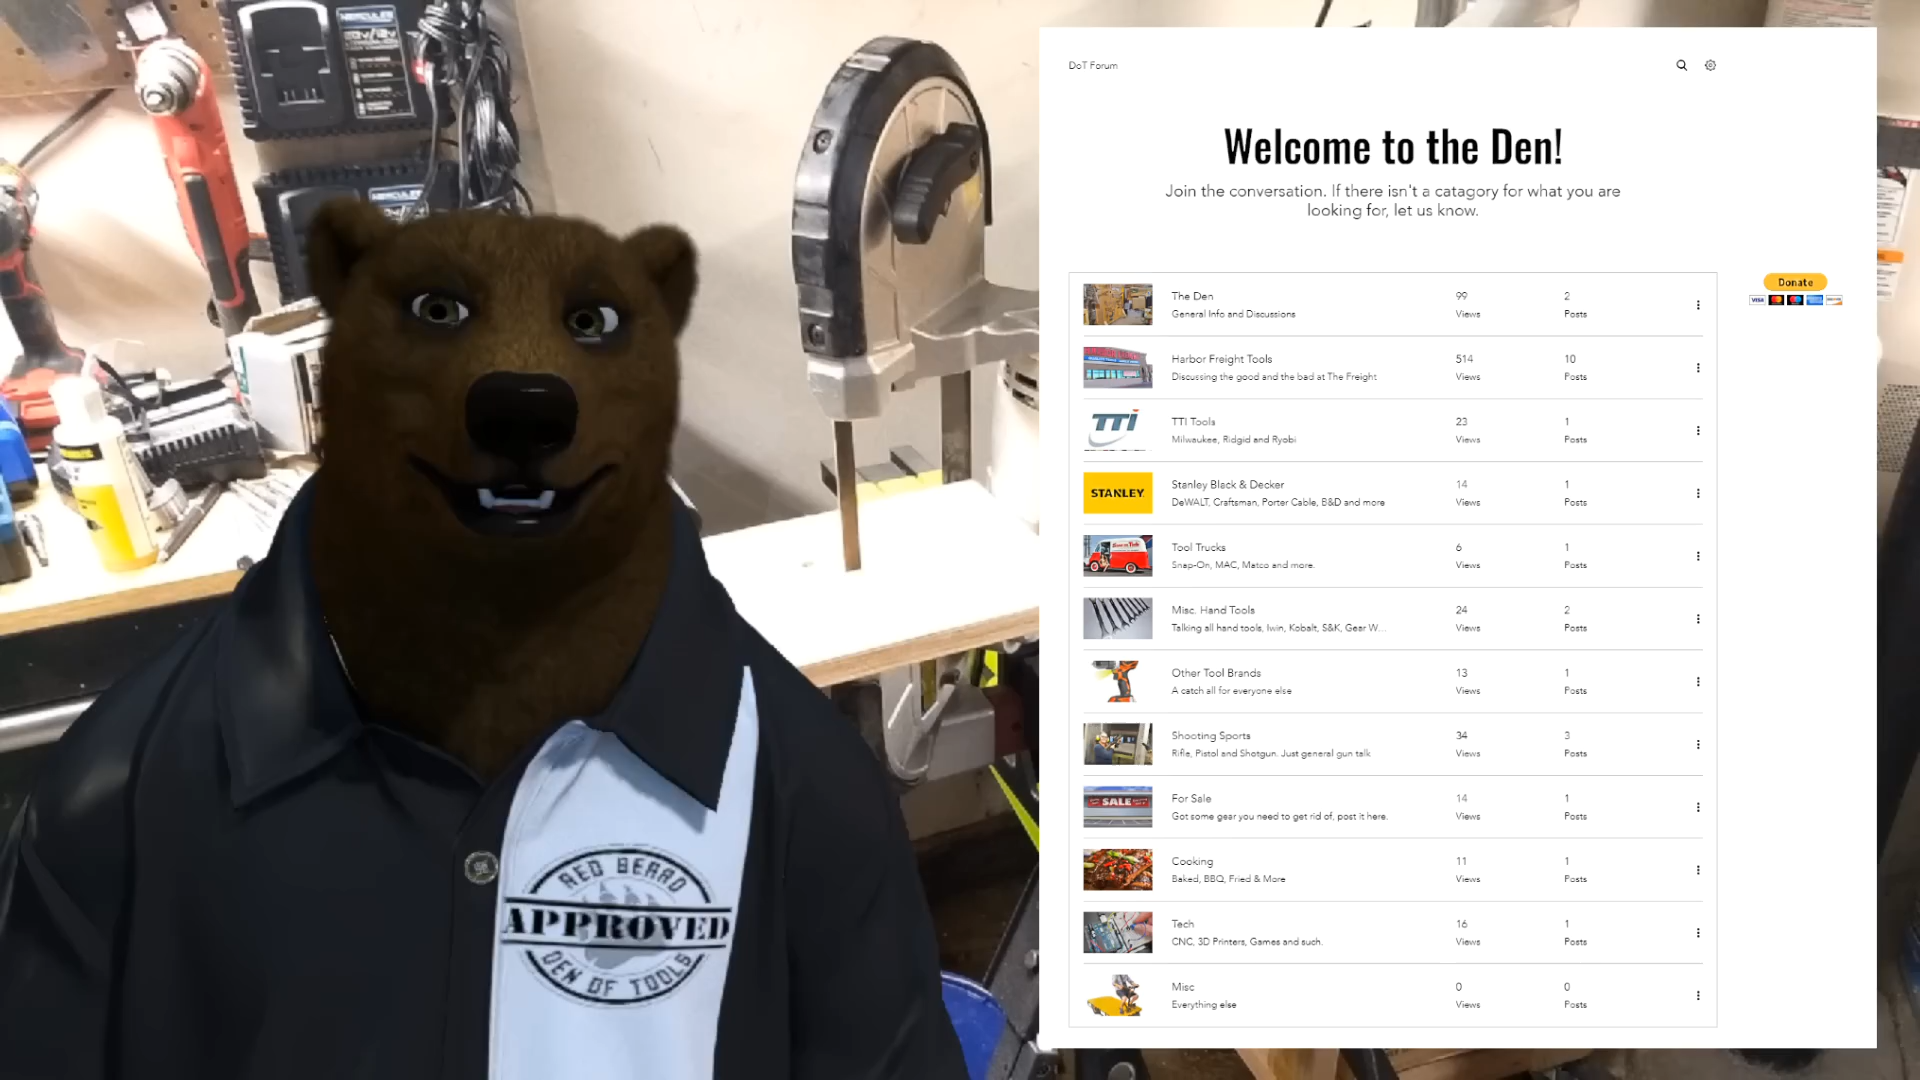 HERCULES
20v/12v
HERCULES
DoT Forum
Welcome to the Den!
Join the conversation. If there isn't a catagory for what you are
looking for, let us know.
Donate
VISA
The Den
General Info and Discussions
99
Views
2
Posts
Harbor Freight Tools
Discussing the good and the bad at The Freight
514
Views
10
Posts
TTI
TTI Tools
Milwaukee, Ridgid and Ryobi
23
Views
1
Posts
STANLEY
Stanley Black & Decker
DeWALT, Craftsman, Porter Cable, B&D and more
14
Views
1
Posts
Tool Trucks
Snap-On, MAC, Matco and more.
6
Views
1
Posts
Misc. Hand Tools
Talking all hand tools, Iwin, Kobalt, S&K, Gear W...
24
Views
2
Posts
Other Tool Brands
A catch all for everyone else
13
Views
1
Posts
Shooting Sports
Rifle, Pistol and Shotgun. Just general gun talk
34
Views
3
Posts
SALE
For Sale
Got some gear you need to get rid of, post it here.
14
Views
1
Posts
Cooking
Baked, BBQ, Fried & More
11
Views
1
Posts
Tech
CNC, 3D Printers, Games and such.
16
Views
1
Posts
Misc
Everything else
0
Views
0
Posts
RED BEARD
APPROVED
DEN OF TOOLS